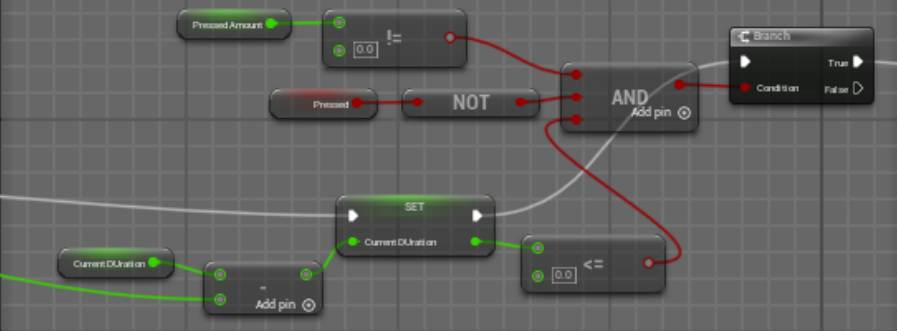 Pressed Amount
0.0
!=
Branch
True
Pressed
NOT
AND
Add pin
Condition
False
SET
Current DUration
Current DUration
0.0
<=
-
Add pin